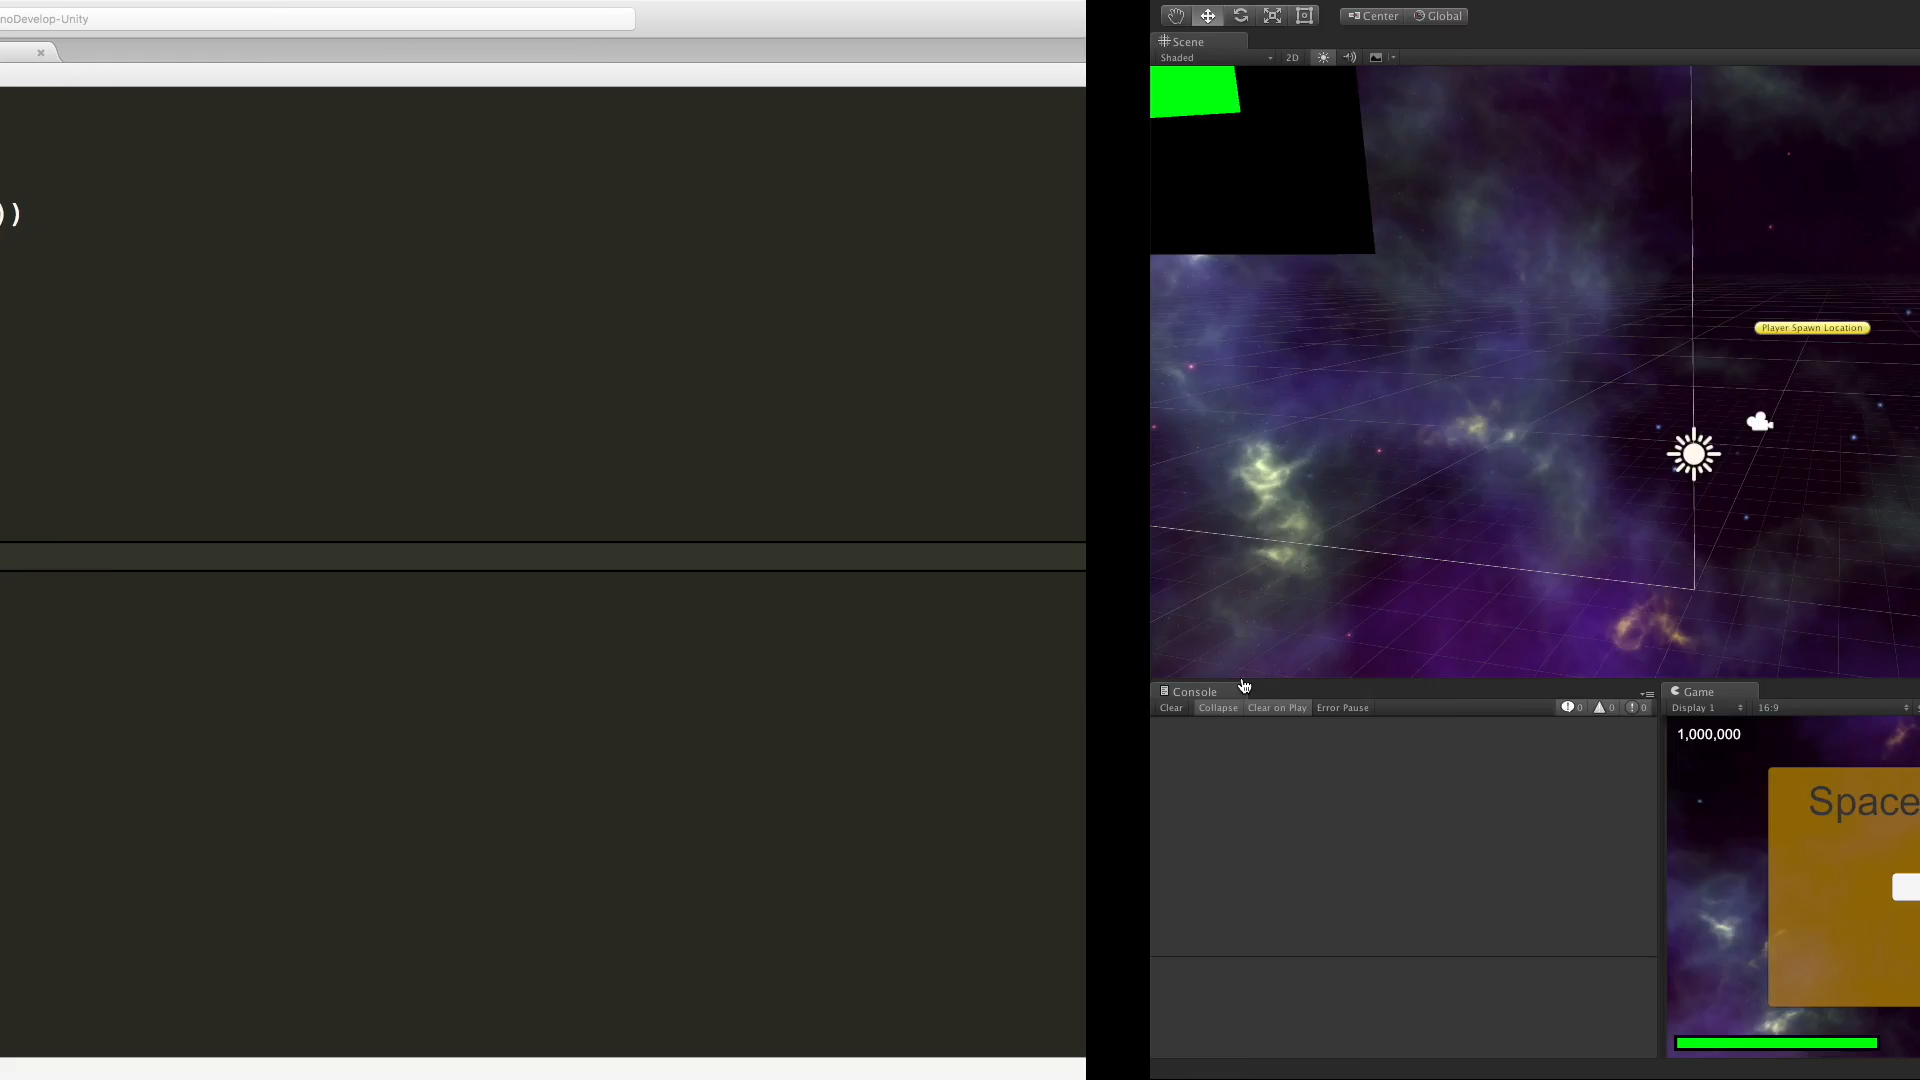 noDevelop-Unity
))
Center Global
Scene
Shaded 2D
Player Spawn Location
Console
Clear Collapse Clear on Play Error Pause 0 0 0
Game
Display 1 16:9
1,000,000
Space